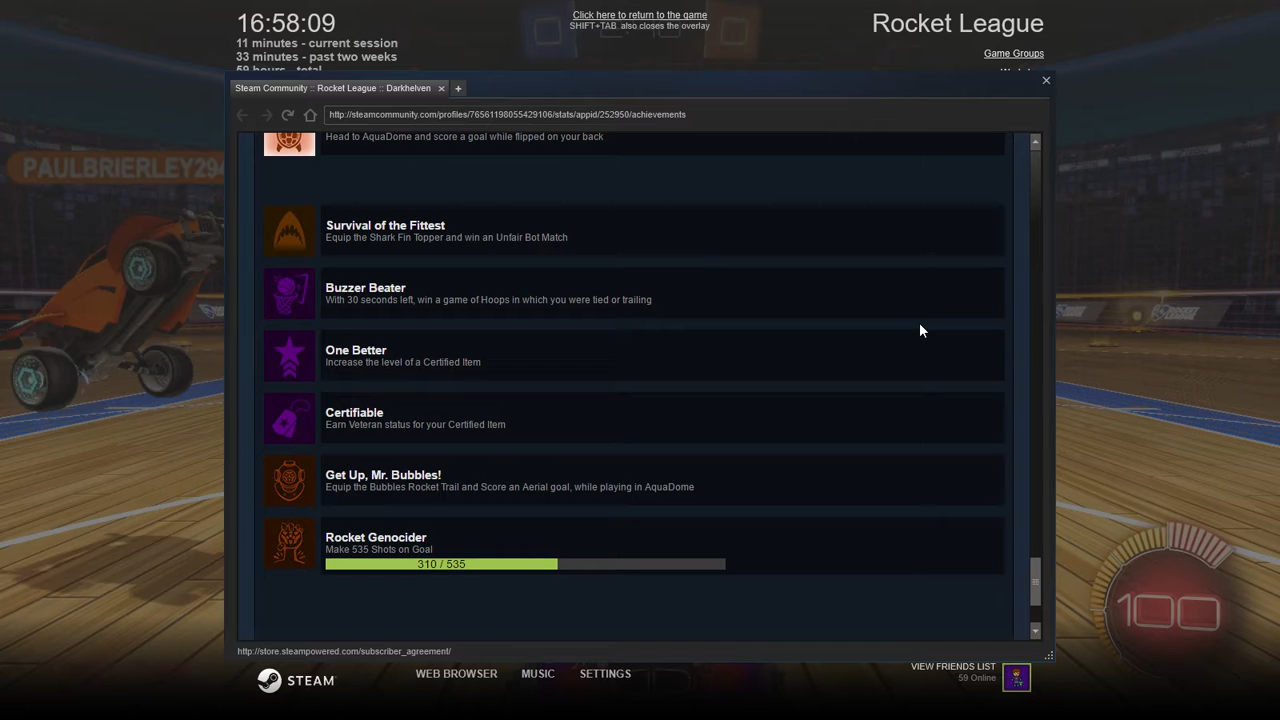 16:58:09
11 minutes - current session
33 minutes - past two weeks
59 hours - total
Click here to return to the game
SHIFT+TAB also closes the overlay
Rocket League
Game Groups
Steam Community :: Rocket League :: Darkhelven
http://steamcommunity.com/profiles/76561198055429106/stats/appid/252950/achievements
PAULBRIERLEY294
Head to AquaDome and score a goal while flipped on your back
Survival of the Fittest
Equip the Shark Fin Topper and win an Unfair Bot Match
Buzzer Beater
With 30 seconds left, win a game of Hoops in which you were tied or trailing
One Better
Increase the level of a Certified Item
Certifiable
Earn Veteran status for your Certified Item
Get Up, Mr. Bubbles!
Equip the Bubbles Rocket Trail and Score an Aerial goal, while playing in AquaDome
Rocket Genocider
Make 535 Shots on Goal
310 / 535
100
http://store.steampowered.com/subscriber_agreement/
STEAM
WEB BROWSER
MUSIC
SETTINGS
VIEW FRIENDS LIST
59 Online